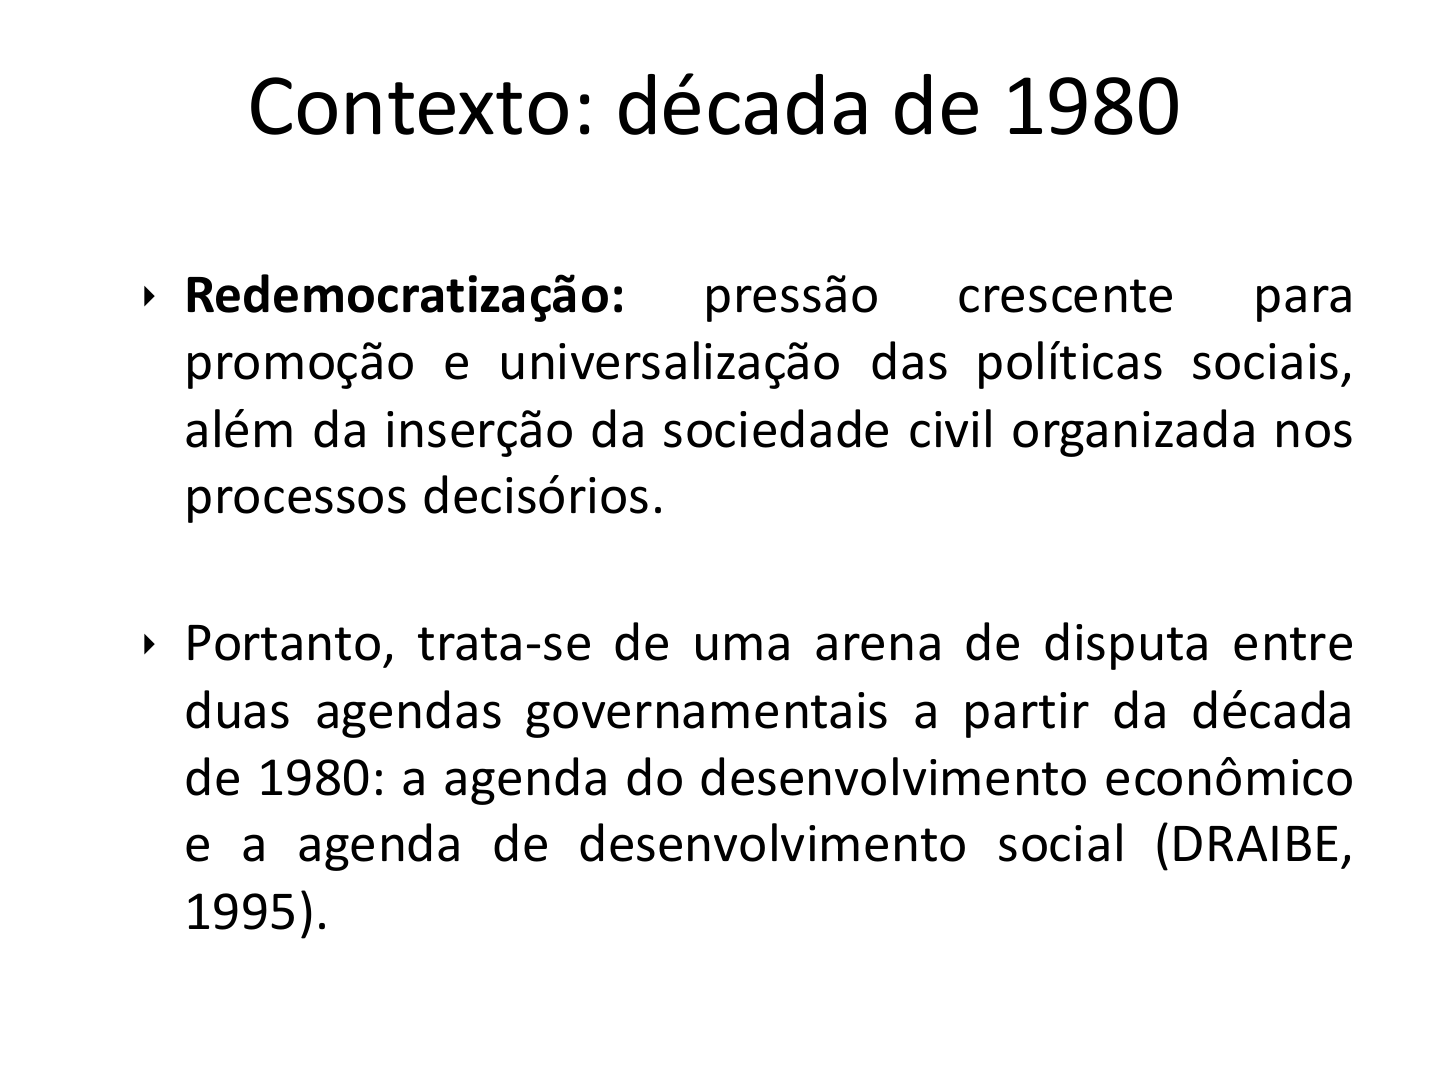 Contexto: década de 1980
‣ Redemocratização: pressão crescente para
promoção e universalização das políticas sociais,
além da inserção da sociedade civil organizada nos
processos decisórios.
‣ Portanto, trata-se de uma arena de disputa entre
duas agendas governamentais a partir da década
de 1980: a agenda do desenvolvimento econômico
e a agenda de desenvolvimento social (DRAIBE,
1995).